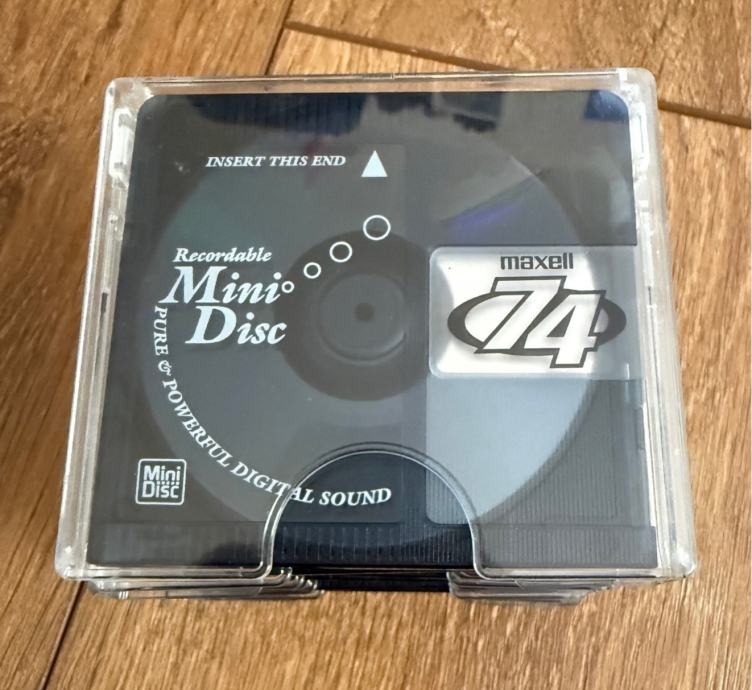 INSERT THIS END
Recordable
Mini
Disc
maxell
74
PURE & POWERFUL DIGITAL SOUND
Mini
Disc